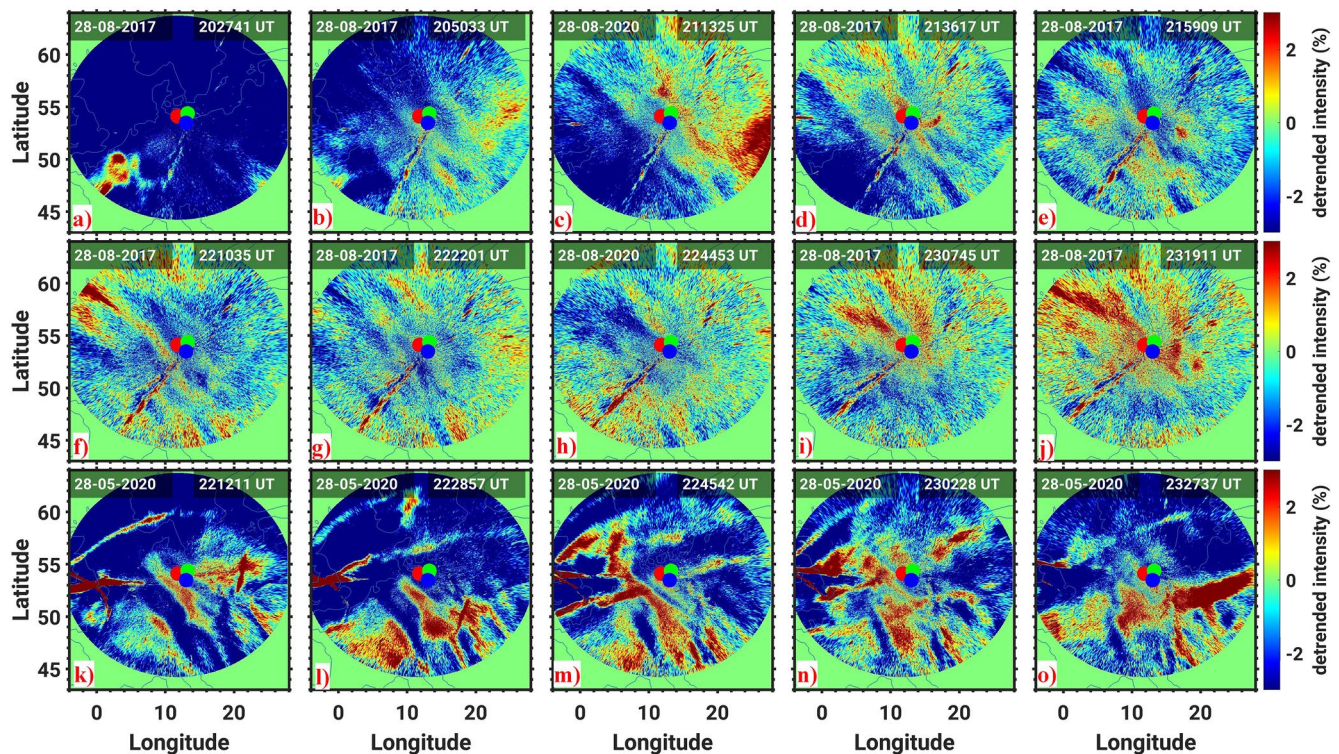 28-08-2017 202741 UT
28-08-2017 205033 UT
28-08-2020 211325 UT
28-08-2017 213617 UT
28-08-2017 215909 UT
60
55
50
45
Latitude
a)
b)
c)
d)
e)
2
0
-2
detrended intensity (%)
28-08-2017 221035 UT
28-08-2017 222201 UT
28-08-2020 224453 UT
28-08-2017 230745 UT
28-08-2017 231911 UT
60
55
50
45
Latitude
f)
g)
h)
i)
j)
2
0
-2
detrended intensity (%)
28-05-2020 221211 UT
28-05-2020 222857 UT
28-05-2020 224542 UT
28-05-2020 230228 UT
28-05-2020 232737 UT
60
55
50
45
Latitude
k)
l)
m)
n)
o)
2
0
-2
detrended intensity (%)
0 10 20
0 10 20
0 10 20
0 10 20
0 10 20
Longitude
Longitude
Longitude
Longitude
Longitude